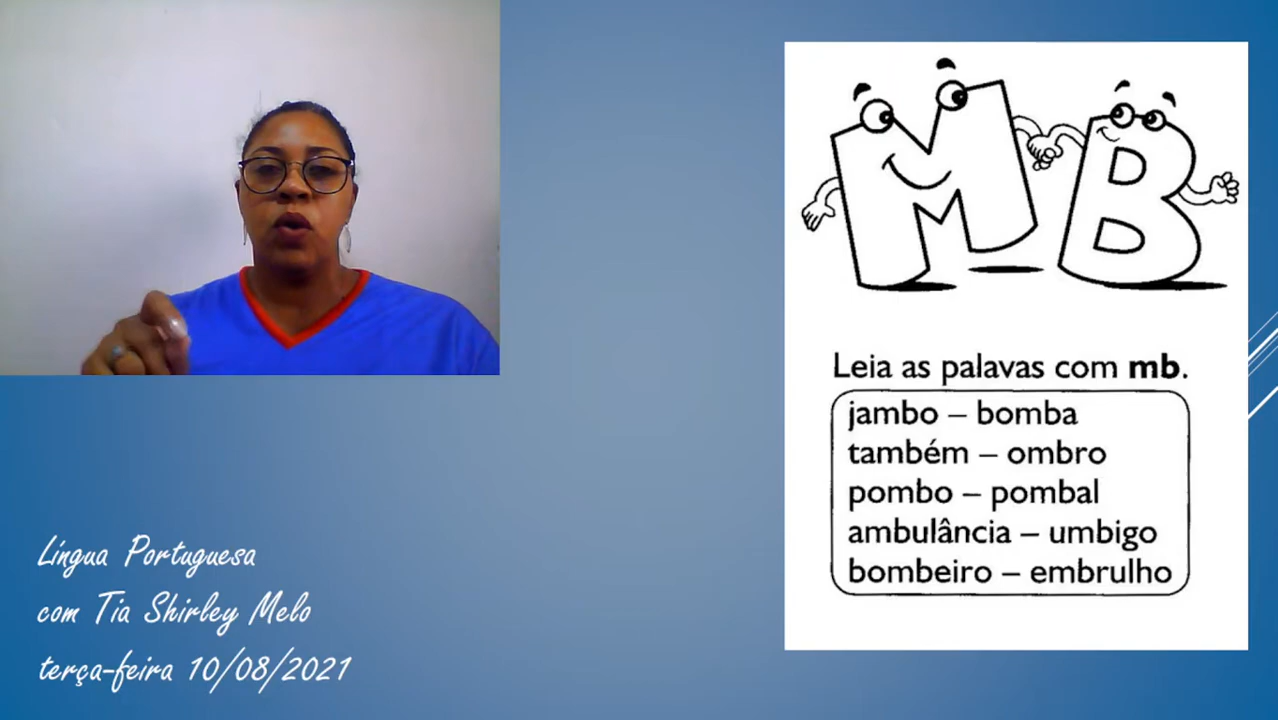 Língua Portuguesa
com Tia Shirley Melo
terça-feira 10/08/2021
MB
Leia as palavas com mb.
jambo – bomba
também – ombro
pombo – pombal
ambulância – umbigo
bombeiro – embrulho